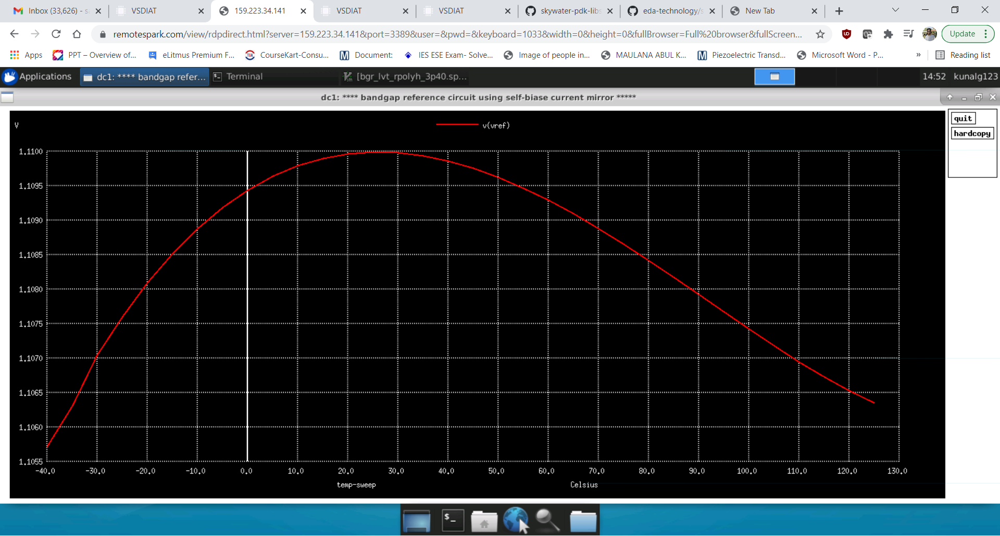 Inbox (33,626) - s
VSDIAT
159.223.34.141
VSDIAT
VSDIAT
skywater-pdk-libs
eda-technology/s
New Tab
remotespark.com/view/rdpdirect.html?server=159.223.34.141&port=3389&user=&pwd=&keyboard=1033&width=0&height=0&fullBrowser=Full%20browser&fullScreen...
Update
Apps
PPT – Overview of...
eLitmus Premium F...
CourseKart-Consu...
Document:
IES ESE Exam- Solve...
Image of people in...
MAULANA ABUL K...
Piezoelectric Transd...
Microsoft Word - P...
»
Reading list
Applications
dc1: **** bandgap refer...
Terminal
[bgr_lvt_rpolyh_3p40.sp...
14:52 kunalg123
dc1: **** bandgap reference circuit using self-biase current mirror *****
quit
hardcopy
V
v(vref)
1.1100
1.1095
1.1090
1.1085
1.1080
1.1075
1.1070
1.1065
1.1060
1.1055
-40.0 -30.0 -20.0 -10.0 0.0 10.0 20.0 30.0 40.0 50.0 60.0 70.0 80.0 90.0 100.0 110.0 120.0 130.0
temp-sweep Celsius
$_